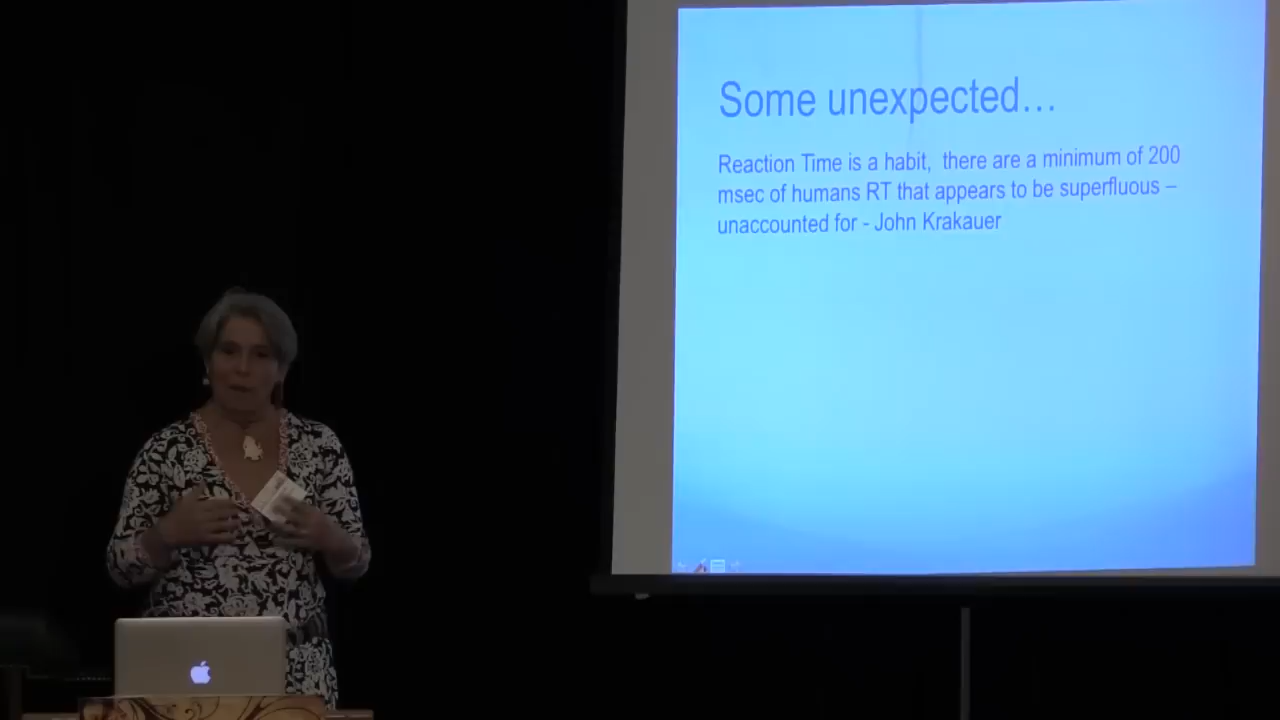 Some unexpected...
Reaction Time is a habit,  there are a minimum of 200
msec of humans RT that appears to be superfluous –
unaccounted for - John Krakauer